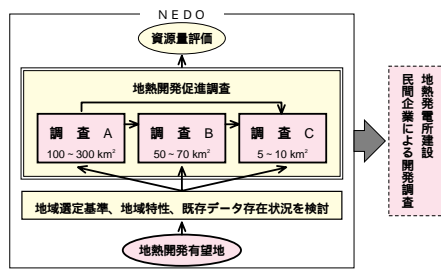 NEDO
資源量評価
地熱開発促進調査
調 査 A
100~300 km²
調 査 B
50~70 km²
調 査 C
5~10 km²
地域選定基準、地域特性、既存データ存在状況を検討
地熱開発有望地
地熱発電所建設
民間企業による開発調査